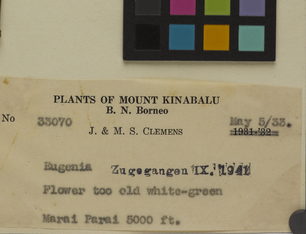 PLANTS OF MOUNT KINABALU
B. N. Borneo
No 33070 May 5/33.
J. & M. S. Clemens 1931-'32
Eugenia Zugegangen IX. 1941
Flower too old white-green
Marai Parai 5000 ft.